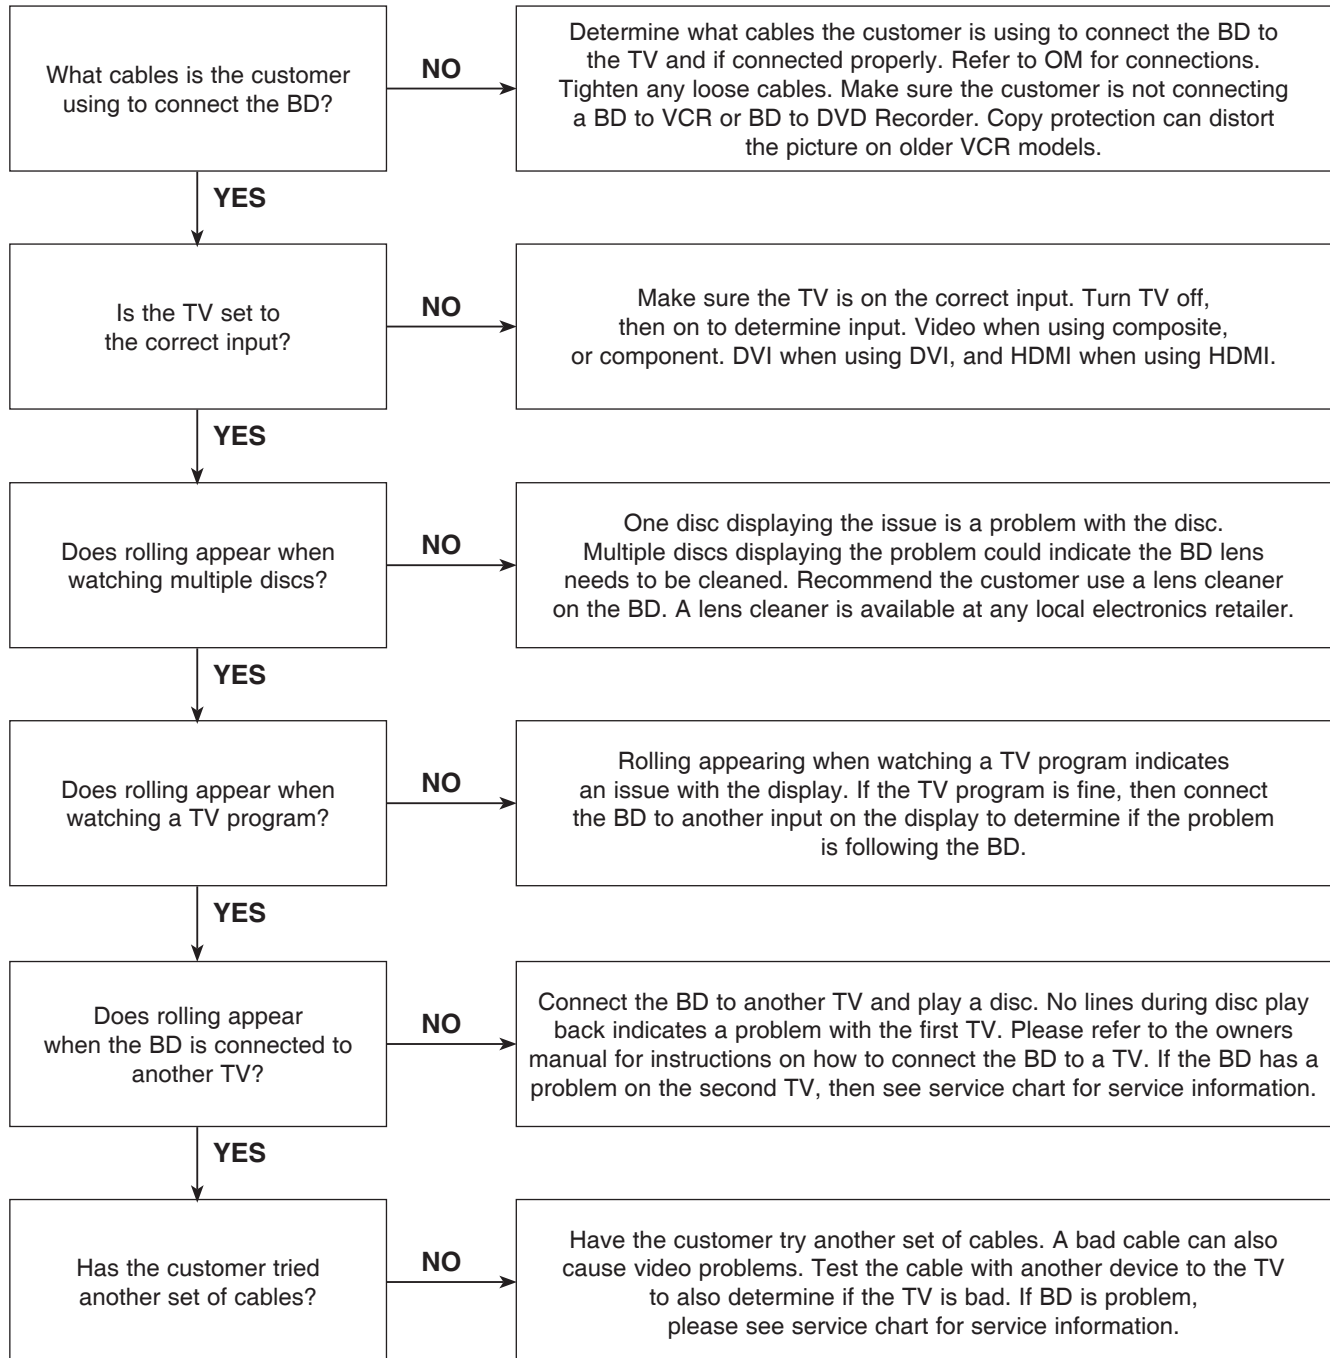 What cables is the customer
using to connect the BD?
NO
Determine what cables the customer is using to connect the BD to
the TV and if connected properly. Refer to OM for connections.
Tighten any loose cables. Make sure the customer is not connecting
a BD to VCR or BD to DVD Recorder. Copy protection can distort
the picture on older VCR models.
YES
Is the TV set to
the correct input?
NO
Make sure the TV is on the correct input. Turn TV off,
then on to determine input. Video when using composite,
or component. DVI when using DVI, and HDMI when using HDMI.
YES
Does rolling appear when
watching multiple discs?
NO
One disc displaying the issue is a problem with the disc.
Multiple discs displaying the problem could indicate the BD lens
needs to be cleaned. Recommend the customer use a lens cleaner
on the BD. A lens cleaner is available at any local electronics retailer.
YES
Does rolling appear when
watching a TV program?
NO
Rolling appearing when watching a TV program indicates
an issue with the display. If the TV program is fine, then connect
the BD to another input on the display to determine if the problem
is following the BD.
YES
Does rolling appear
when the BD is connected to
another TV?
NO
Connect the BD to another TV and play a disc. No lines during disc play
back indicates a problem with the first TV. Please refer to the owners
manual for instructions on how to connect the BD to a TV. If the BD has a
problem on the second TV, then see service chart for service information.
YES
Has the customer tried
another set of cables?
NO
Have the customer try another set of cables. A bad cable can also
cause video problems. Test the cable with another device to the TV
to also determine if the TV is bad. If BD is problem,
please see service chart for service information.